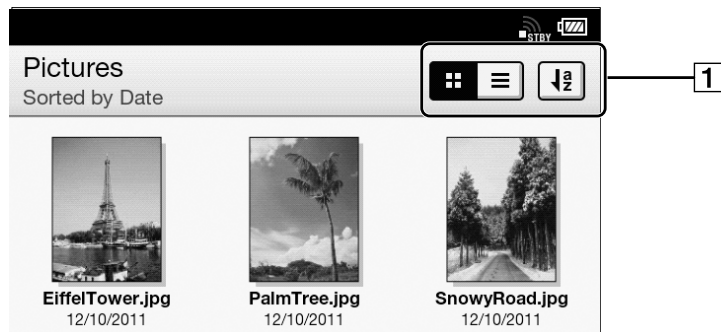 STBY
Pictures
Sorted by Date
a
z
1
EiffelTower.jpg
PalmTree.jpg
SnowyRoad.jpg
12/10/2011
12/10/2011
12/10/2011